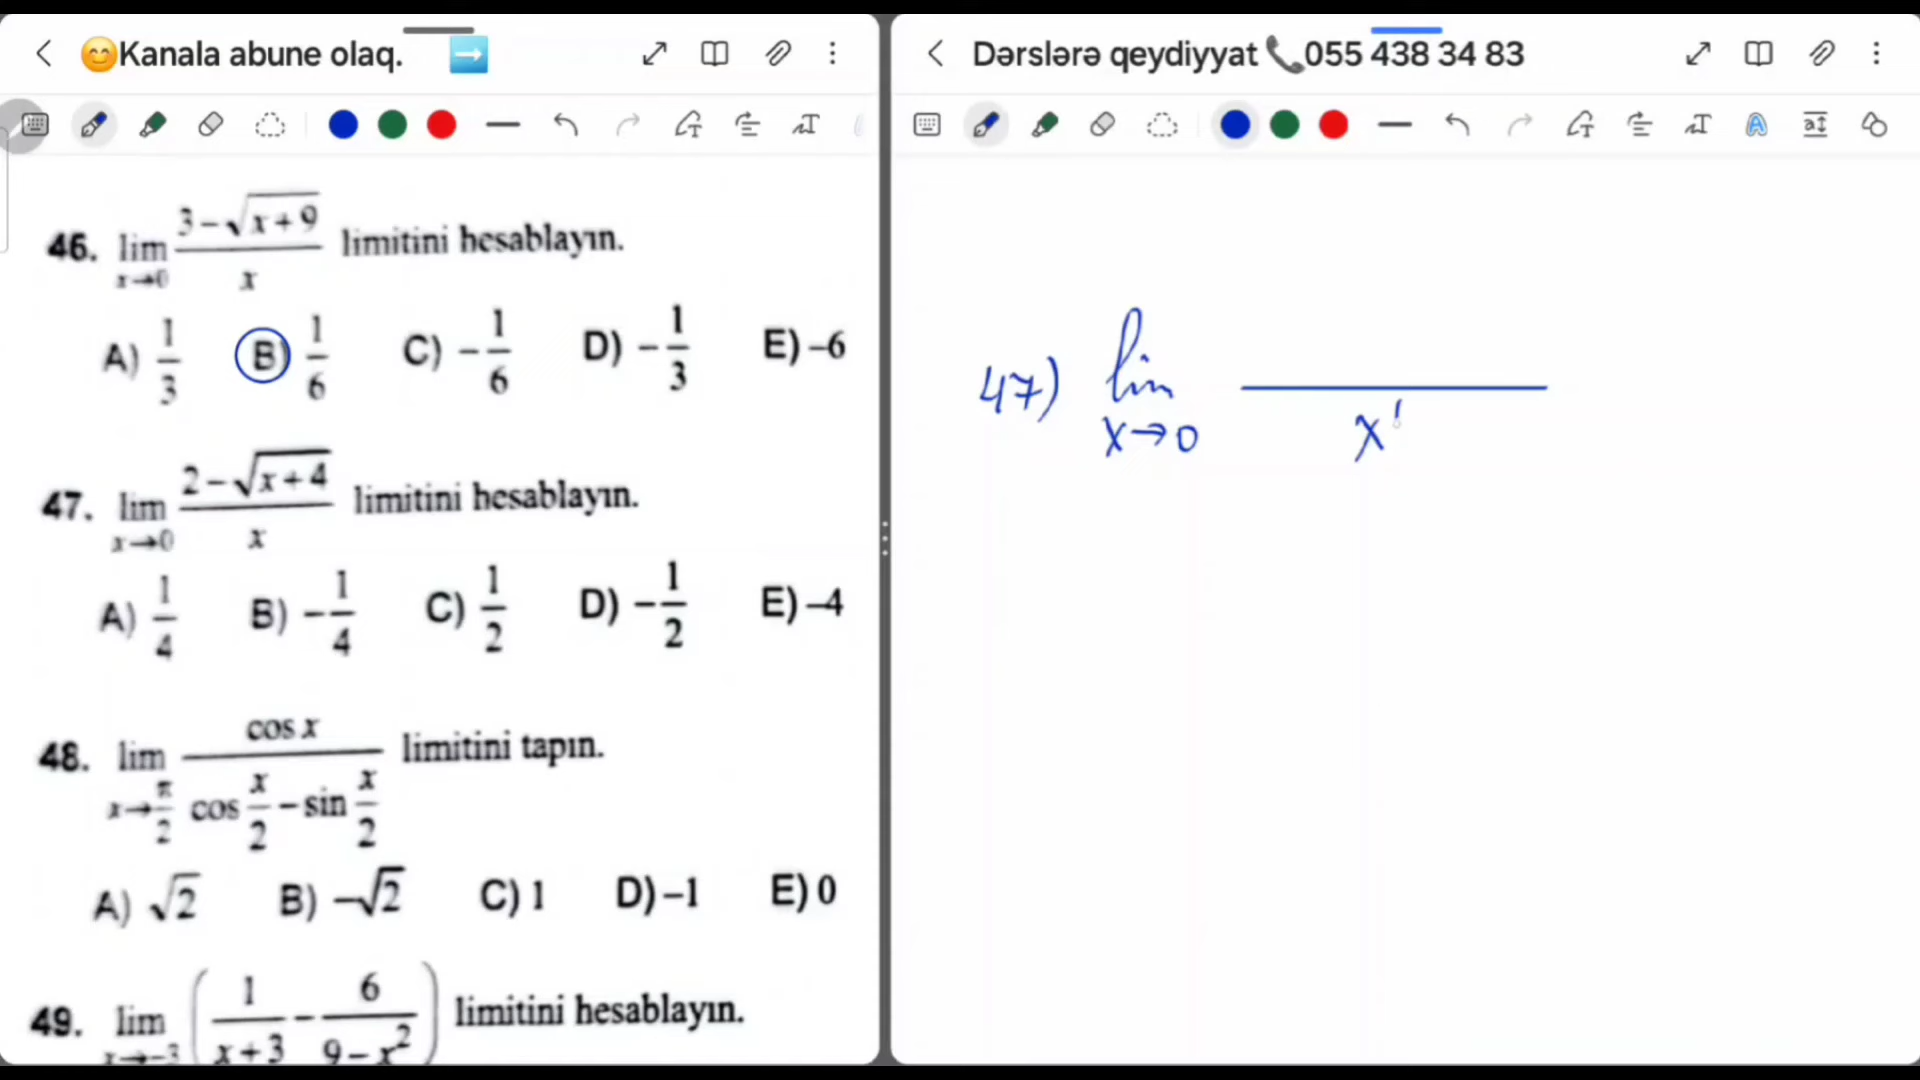 😊Kanala abune olaq. ➡️
46. lim x→0 3−√x+9 / x limitini hesablayın.
A) 1/3 B) 1/6 C) −1/6 D) −1/3 E) −6
47. lim x→0 2−√x+4 / x limitini hesablayın.
A) 1/4 B) −1/4 C) 1/2 D) −1/2 E) −4
48. lim x→π/2 cos x / cos x/2 − sin x/2 limitini tapın.
A) √2 B) −√2 C) 1 D) −1 E) 0
49. lim x→−3 (1/x+3 − 6/9−x²) limitini hesablayın.
Dərslərə qeydiyyat 📞055 438 34 83
47) lim x→0 — x'